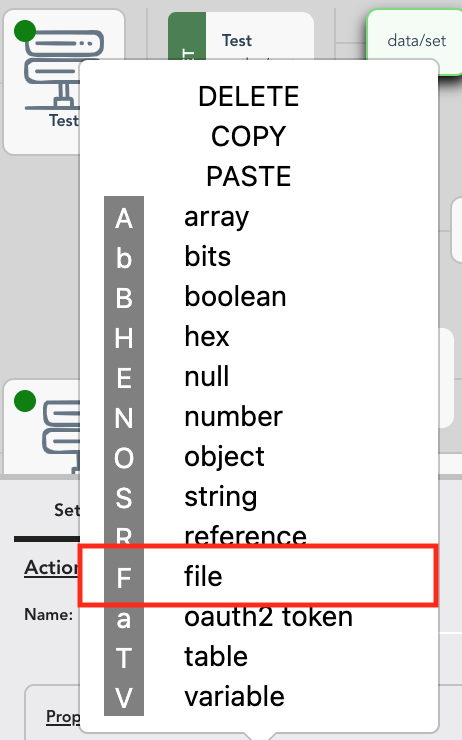 Test
data/set
ET
Test
DELETE
COPY
PASTE
A array
b bits
B boolean
H hex
E null
N number
O object
S string
R reference
F file
a oauth2 token
T table
V variable
Set
Action
Name:
Prop